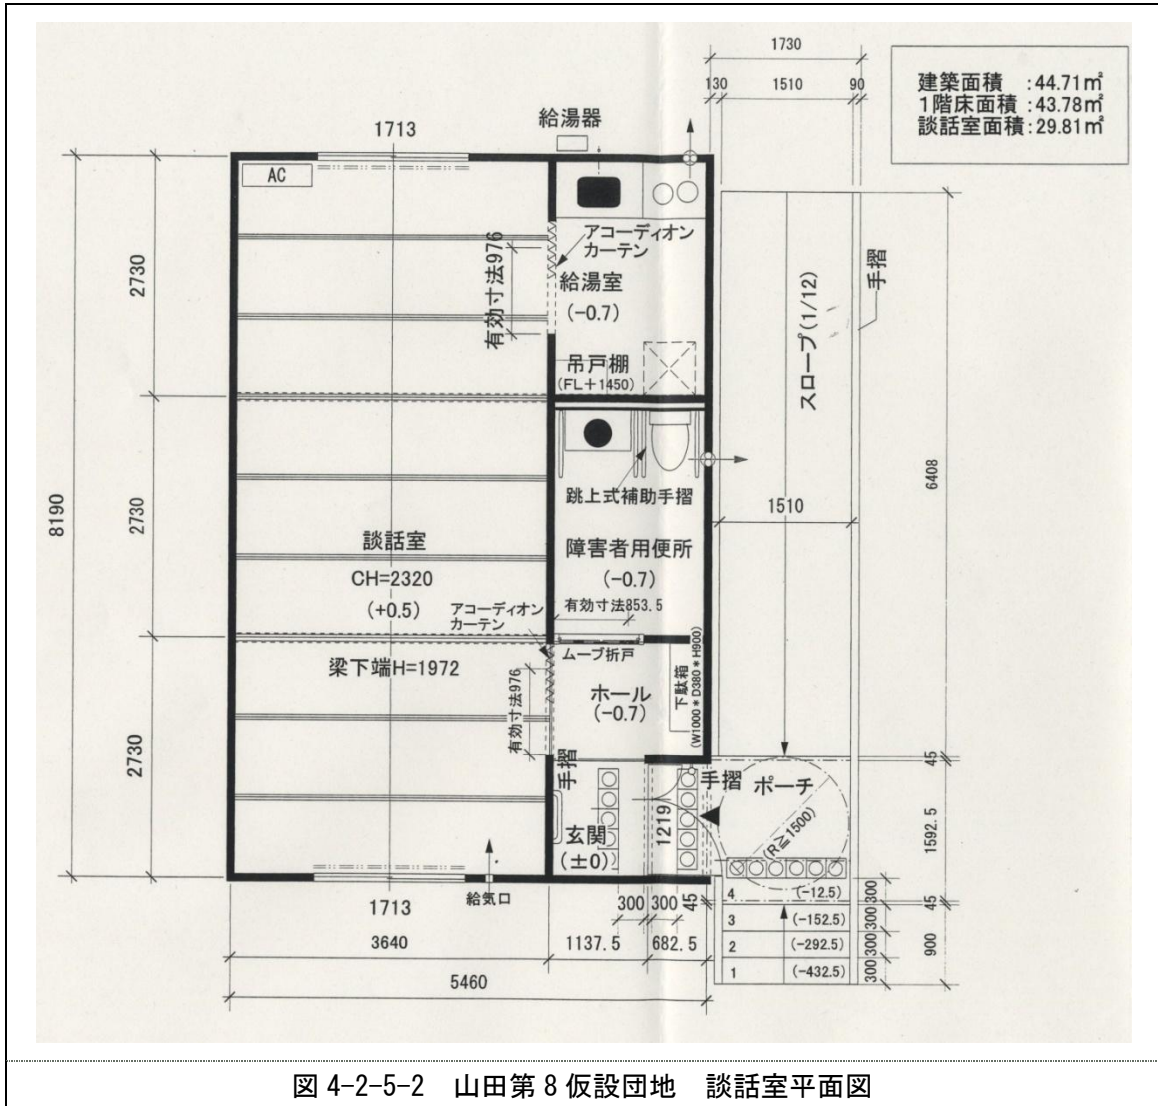 1730
130 1510 90
建築面積 :44.71㎡
1階床面積 :43.78㎡
談話室面積:29.81㎡
給湯器
1713
AC
アコーディオン
カーテン
有効寸法976
給湯室
(-0.7)
吊戸棚
(FL+1450)
手摺
スロープ(1/12)
2730
8190
2730
2730
6408
1510
跳上式補助手摺
談話室
CH=2320
(+0.5)
障害者用便所
(-0.7)
有効寸法853.5
アコーディオン
カーテン
ムーブ折戸
梁下端H=1972
有効寸法976
ホール
(-0.7)
下駄箱
(W1000*D380*H900)
手摺
手摺
ポーチ
(R≧1500)
1219
玄関
(±0)
45
1592.5
45
900
4 (-12.5) 300
3 (-152.5) 300
2 (-292.5) 300
1 (-432.5) 300
給気口
1713
300 300 45
3640 1137.5 682.5
5460
図 4-2-5-2 山田第 8 仮設団地 談話室平面図